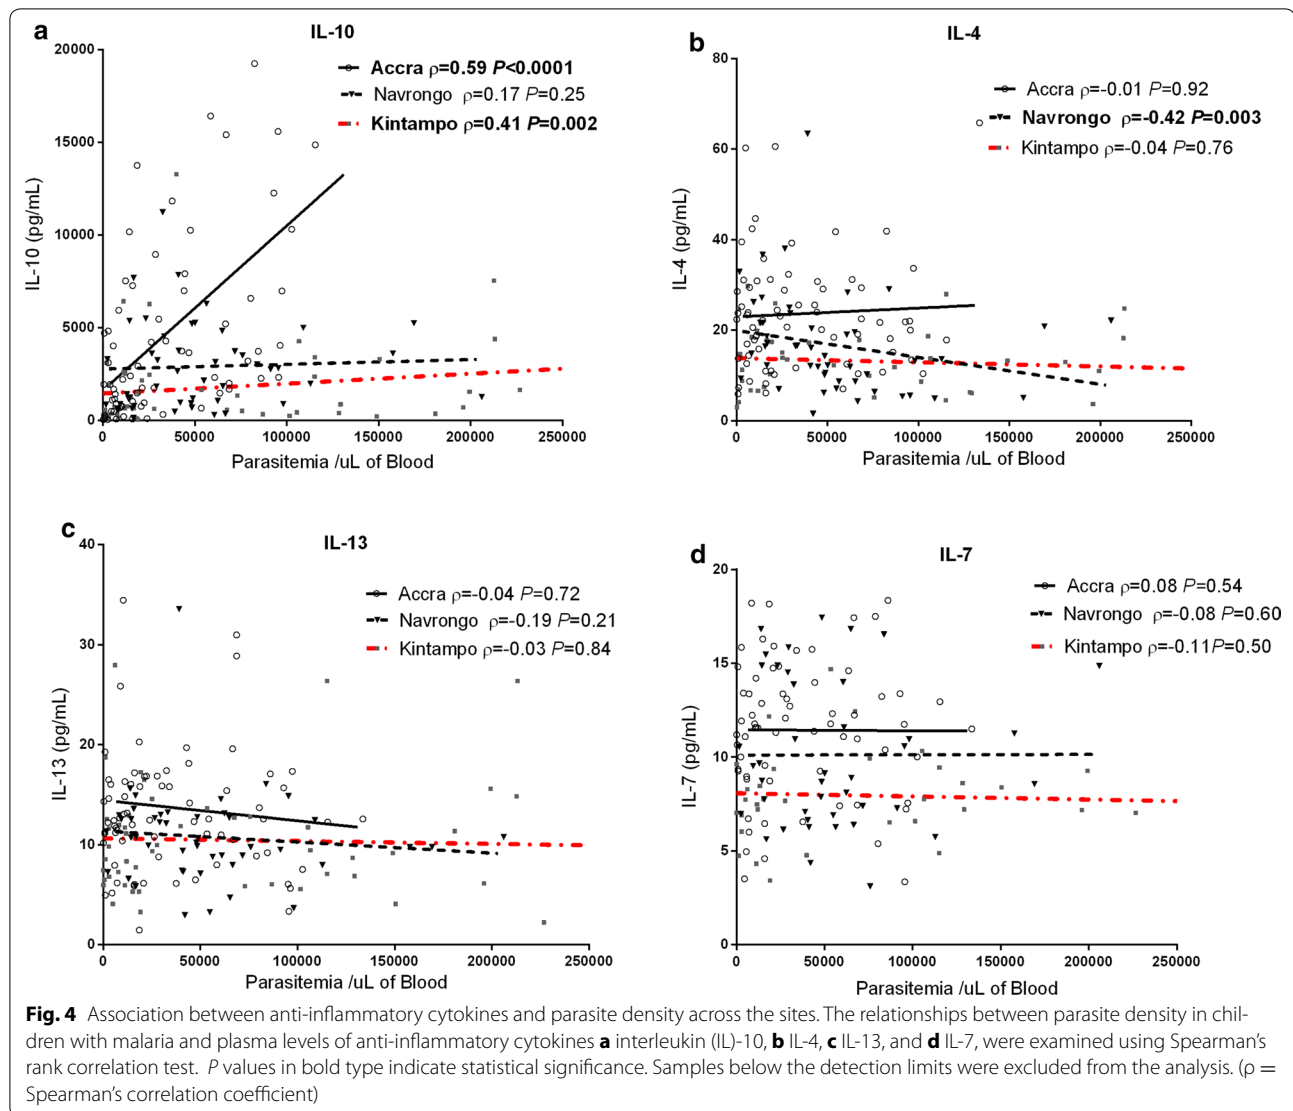 a
IL-10
20000
15000
10000
5000
0
IL-10 (pg/mL)
Accra ρ=0.59 P<0.0001
Navrongo ρ=0.17 P=0.25
Kintampo ρ=0.41 P=0.002
0 50000 100000 150000 200000 250000
Parasitemia /uL of Blood
b
IL-4
80
60
40
20
0
IL-4 (pg/mL)
Accra ρ=-0.01 P=0.92
Navrongo ρ=-0.42 P=0.003
Kintampo ρ=-0.04 P=0.76
0 50000 100000 150000 200000 250000
Parasitemia /uL of Blood
c
IL-13
40
30
20
10
0
IL-13 (pg/mL)
Accra ρ=-0.04 P=0.72
Navrongo ρ=-0.19 P=0.21
Kintampo ρ=-0.03 P=0.84
0 50000 100000 150000 200000 250000
Parasitemia /uL of Blood
d
IL-7
20
15
10
5
0
IL-7 (pg/mL)
Accra ρ=0.08 P=0.54
Navrongo ρ=-0.08 P=0.60
Kintampo ρ=-0.11P=0.50
0 50000 100000 150000 200000 250000
Parasitemia /uL of Blood
Fig. 4 Association between anti-inflammatory cytokines and parasite density across the sites. The relationships between parasite density in chil-
dren with malaria and plasma levels of anti-inflammatory cytokines a interleukin (IL)-10, b IL-4, c IL-13, and d IL-7, were examined using Spearman's
rank correlation test. P values in bold type indicate statistical significance. Samples below the detection limits were excluded from the analysis. (ρ =
Spearman's correlation coefficient)